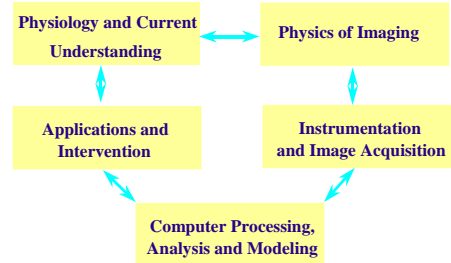 Physiology and Current
Understanding
Physics of Imaging
Applications and
Intervention
Instrumentation
and Image Acquisition
Computer Processing,
Analysis and Modeling